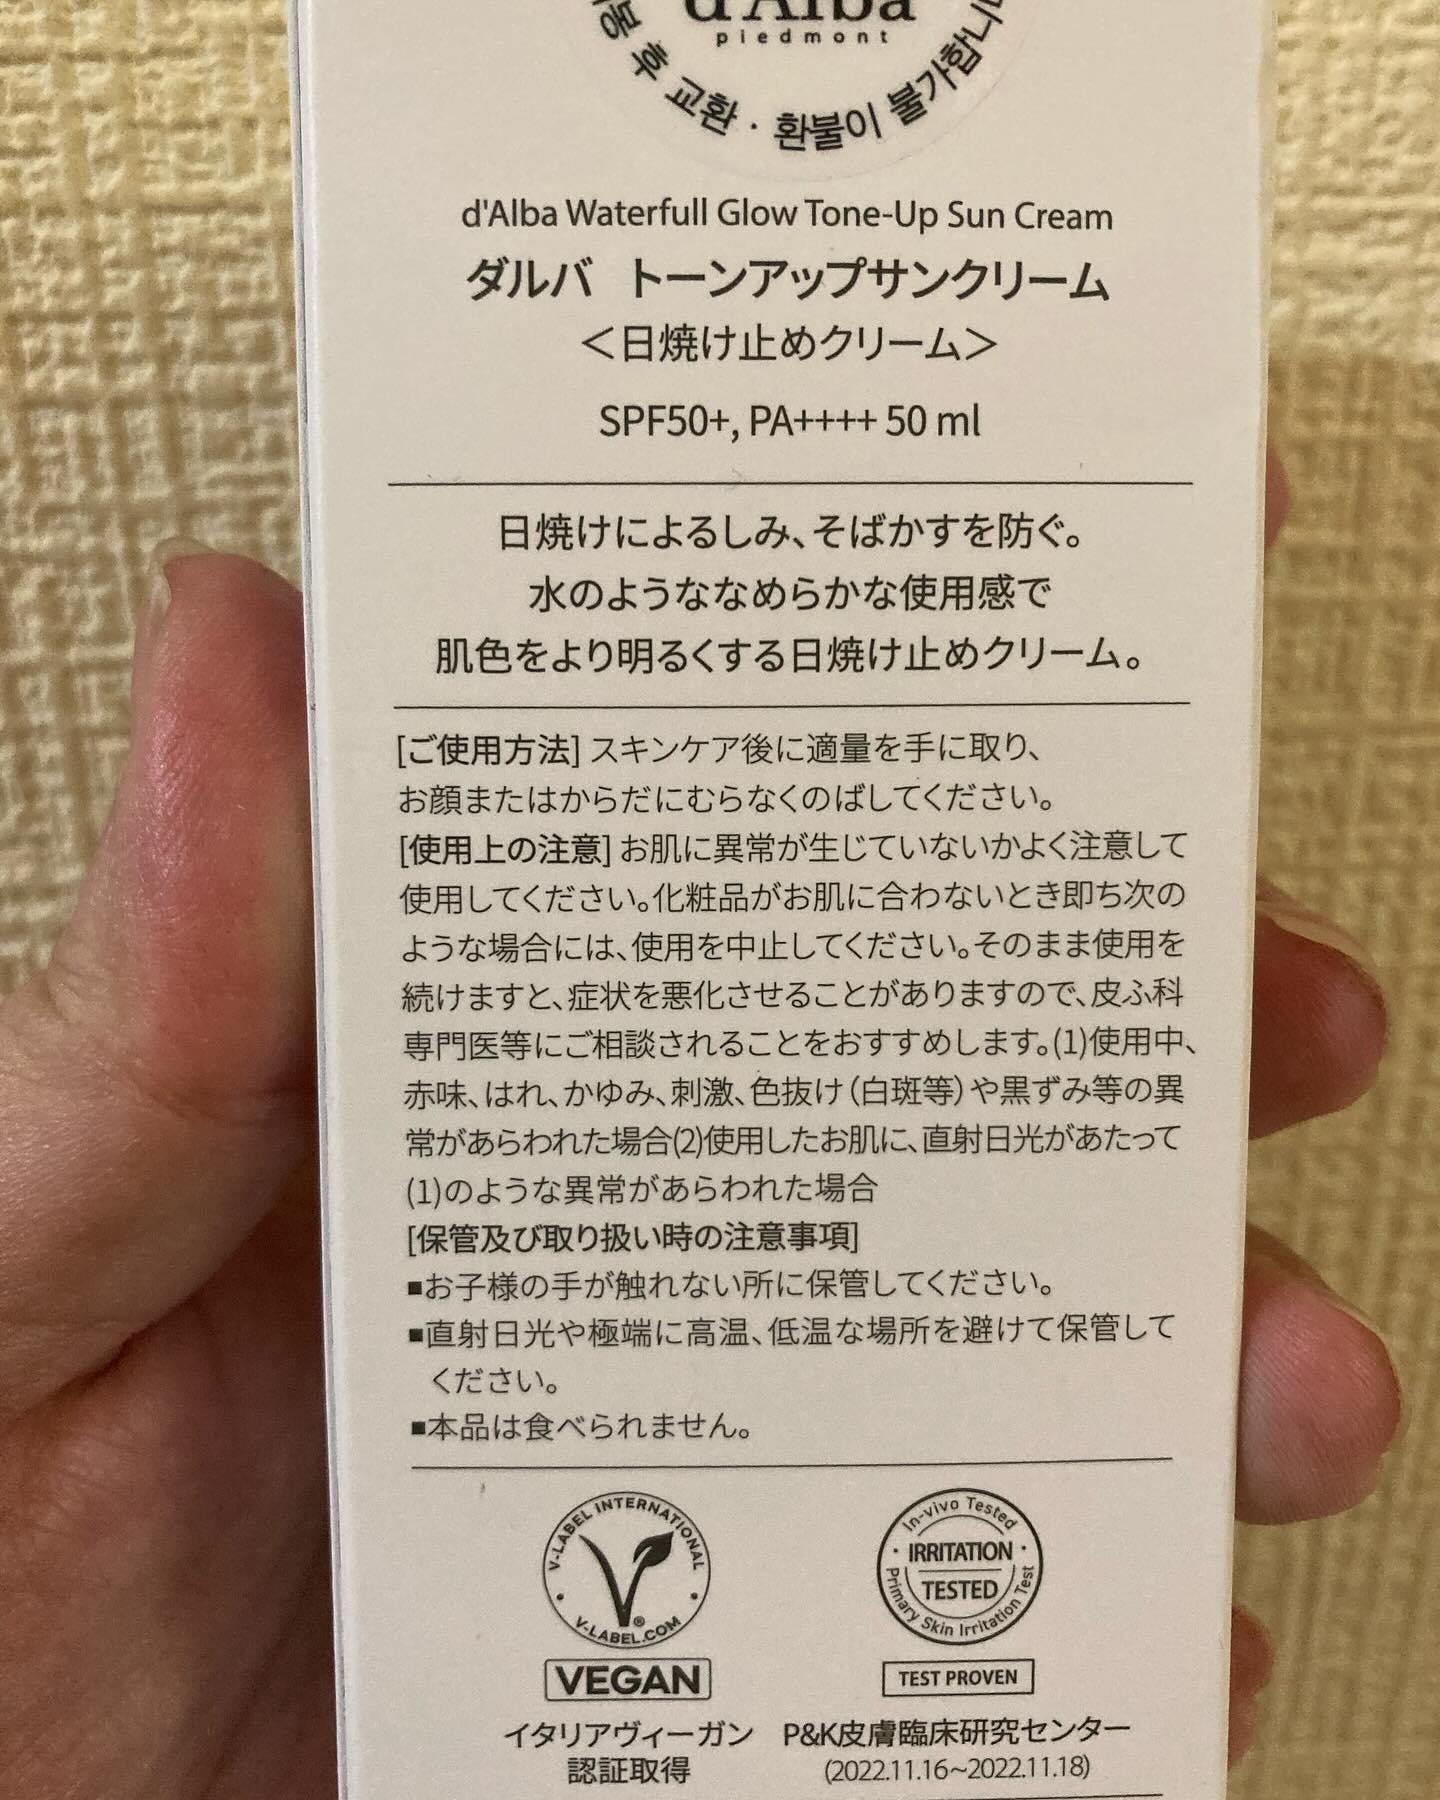 d'Alba
piedmont
후 교환 · 환불이 불가합니다
d'Alba Waterfull Glow Tone-Up Sun Cream
ダルバ トーンアップサンクリーム
＜日焼け止めクリーム＞
SPF50+, PA++++ 50 ml
日焼けによるしみ、そばかすを防ぐ。
水のようななめらかな使用感で
肌色をより明るくする日焼け止めクリーム。
[ご使用方法] スキンケア後に適量を手に取り、
お顔またはからだにむらなくのばしてください。
[使用上の注意] お肌に異常が生じていないかよく注意して
使用してください。化粧品がお肌に合わないとき即ち次の
ような場合には、使用を中止してください。そのまま使用を
続けますと、症状を悪化させることがありますので、皮ふ科
専門医等にご相談されることをおすすめします。(1)使用中、
赤味、はれ、かゆみ、刺激、色抜け（白斑等）や黒ずみ等の異
常があらわれた場合(2)使用したお肌に、直射日光があたって
(1)のような異常があらわれた場合
[保管及び取り扱い時の注意事項]
■お子様の手が触れない所に保管してください。
■直射日光や極端に高温、低温な場所を避けて保管して
ください。
■本品は食べられません。
V-LABEL INTERNATIONAL
· V-LABEL.COM ·
®
VEGAN
イタリアヴィーガン
認証取得
In-vivo Tested
· IRRITATION ·
TESTED
Primary Skin Irritation Test
TEST PROVEN
P&K皮膚臨床研究センター
(2022.11.16~2022.11.18)